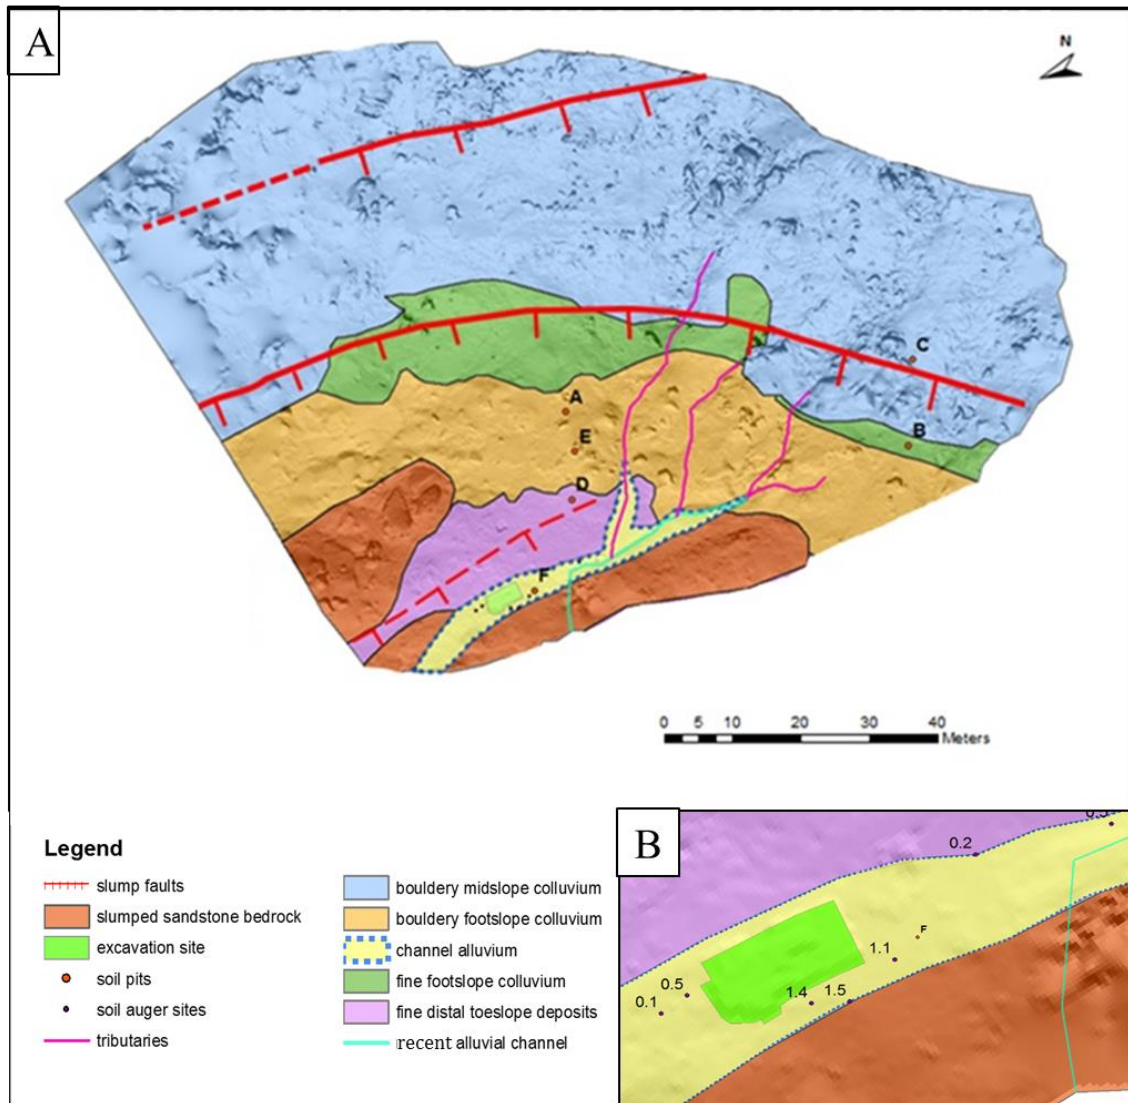 A
N
C
A
B
E
D
F
0 5 10 20 30 40
Meters
Legend
slump faults
slumped sandstone bedrock
excavation site
soil pits
soil auger sites
tributaries
bouldery midslope colluvium
bouldery footslope colluvium
channel alluvium
fine footslope colluvium
fine distal toeslope deposits
recent alluvial channel
B
0.2
F
1.1
0.5
0.1
1.4 1.5